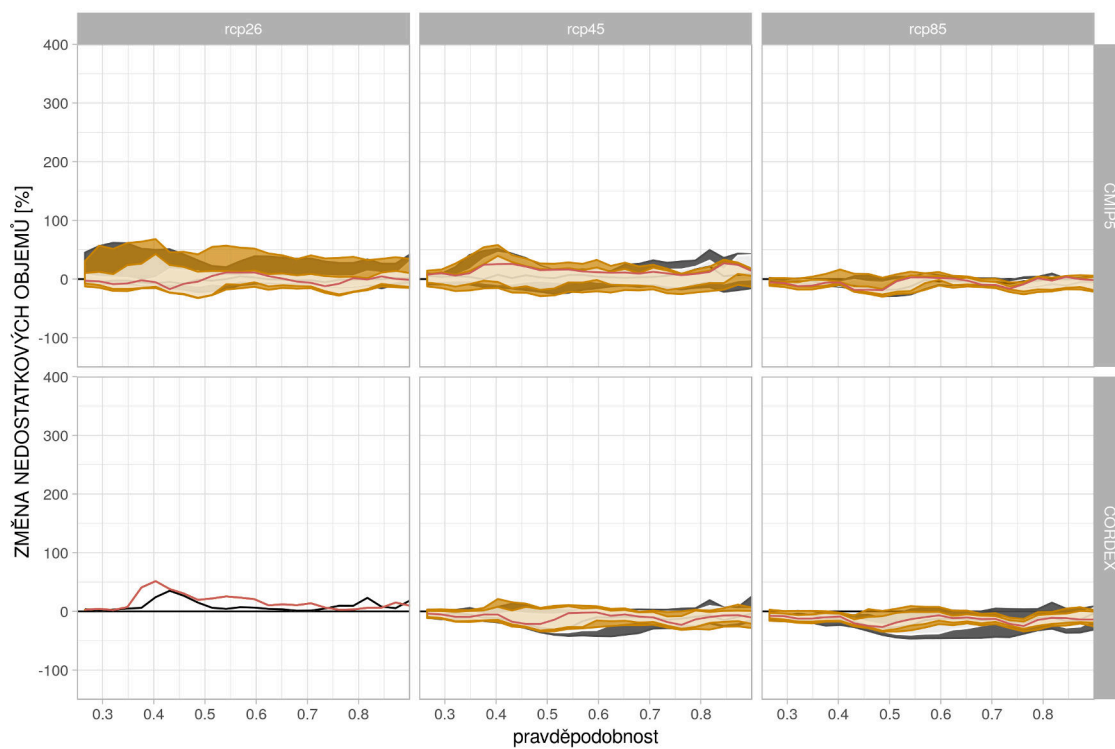 rcp26 rcp45 rcp85
400
300
200
100
0
-100
CMIP5
400
300
200
100
0
-100
CORDEX
0.3 0.4 0.5 0.6 0.7 0.8 0.3 0.4 0.5 0.6 0.7 0.8 0.3 0.4 0.5 0.6 0.7 0.8
pravděpodobnost
ZMĚNA NEDOSTATKOVÝCH OBJEMŮ [%]